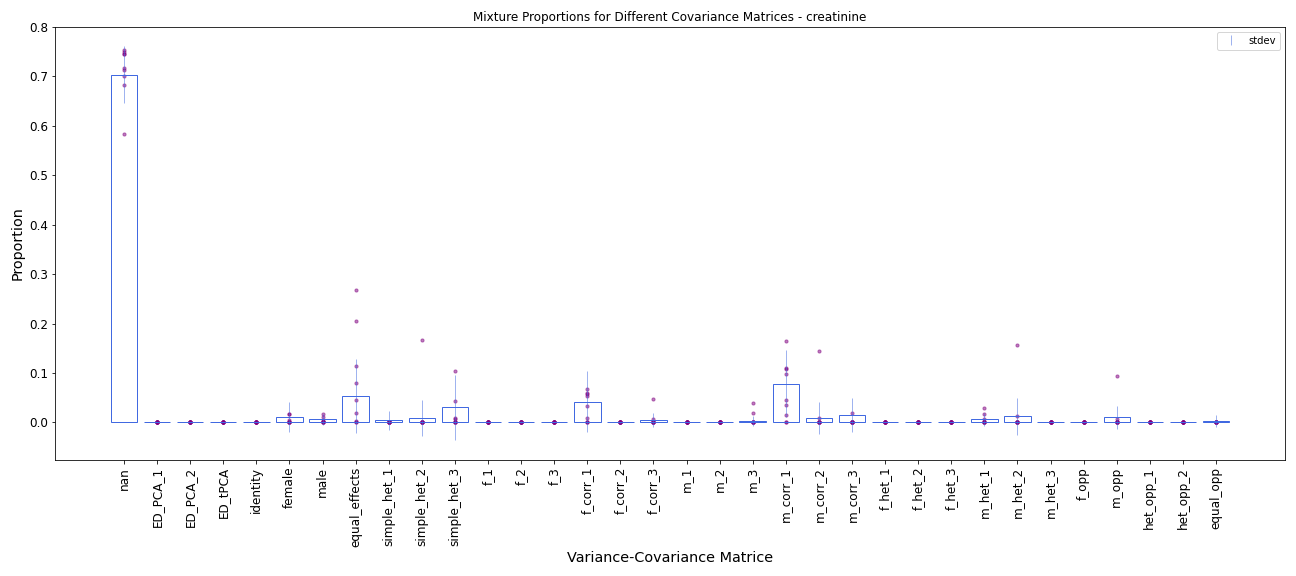 Mixture Proportions for Different Covariance Matrices - creatinine
stdev
Proportion
0.8
0.7
0.6
0.5
0.4
0.3
0.2
0.1
0.0
nan
ED_PCA_1
ED_PCA_2
ED_tPCA
identity
female
male
equal_effects
simple_het_1
simple_het_2
simple_het_3
f_1
f_2
f_3
f_corr_1
f_corr_2
f_corr_3
m_1
m_2
m_3
m_corr_1
m_corr_2
m_corr_3
f_het_1
f_het_2
f_het_3
m_het_1
m_het_2
m_het_3
f_opp
m_opp
het_opp_1
het_opp_2
equal_opp
Variance-Covariance Matrice